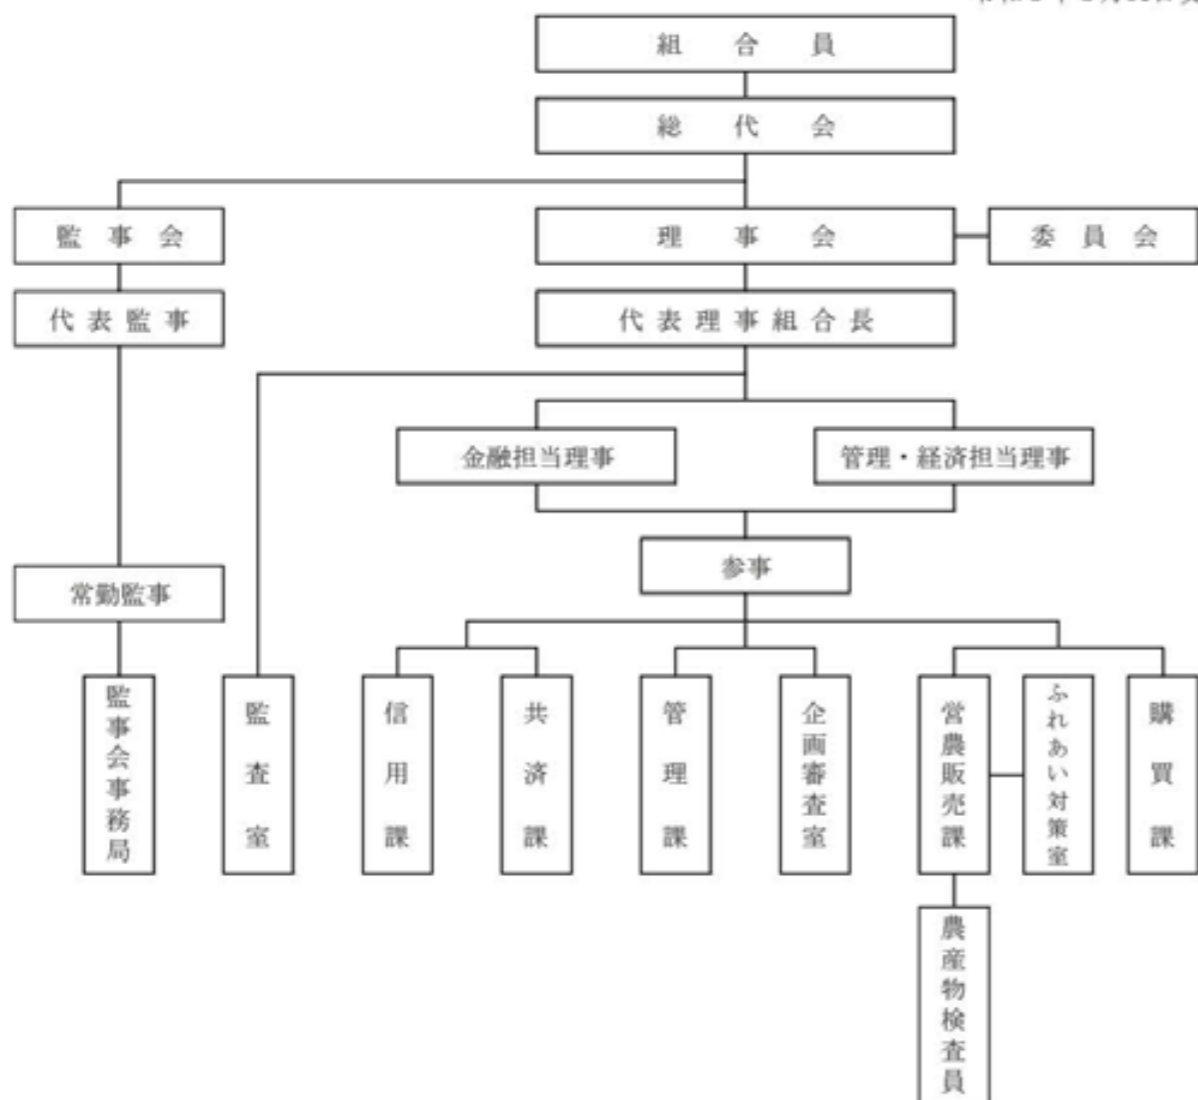 組合員
総代会
監事会
理事会
委員会
代表監事
代表理事組合長
金融担当理事
管理・経済担当理事
参事
常勤監事
監事会事務局
監査室
信用課
共済課
管理課
企画審査室
営農販売課
ふれあい対策室
購買課
農産物検査員